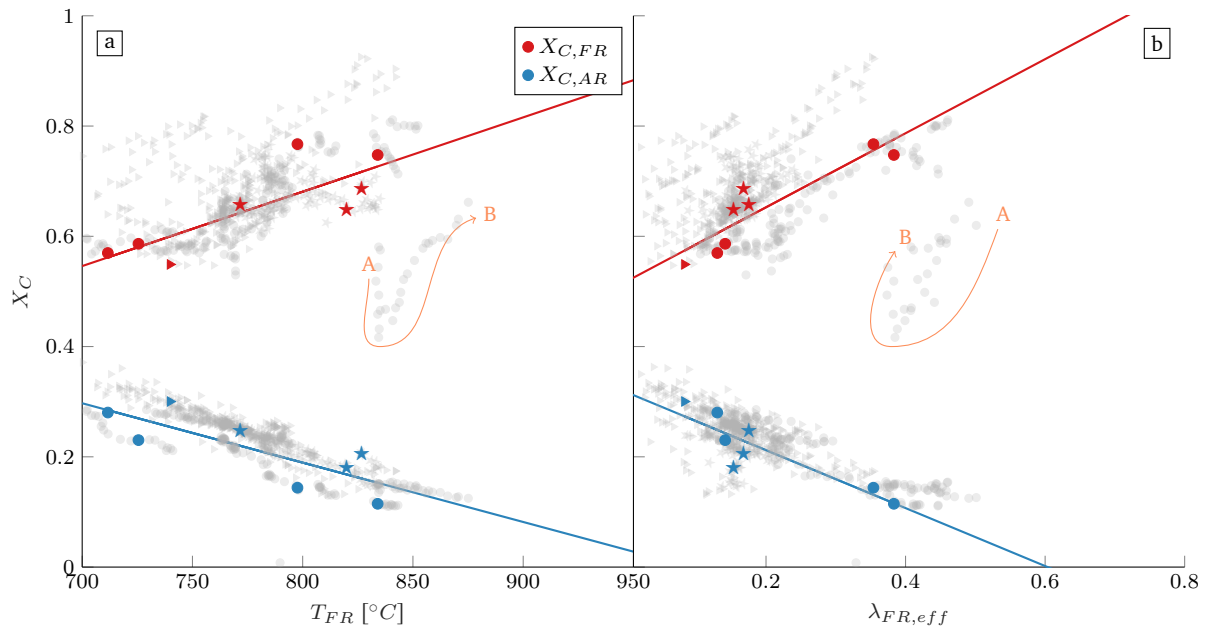 a
X_{C,FR}
X_{C,AR}
b
1
0.8
0.6
0.4
0.2
0
X_C
A
B
A
B
700
750
800
850
900
95
0.2
0.4
0.6
0.8
T_{FR} [°C]
λ_{FR,eff}